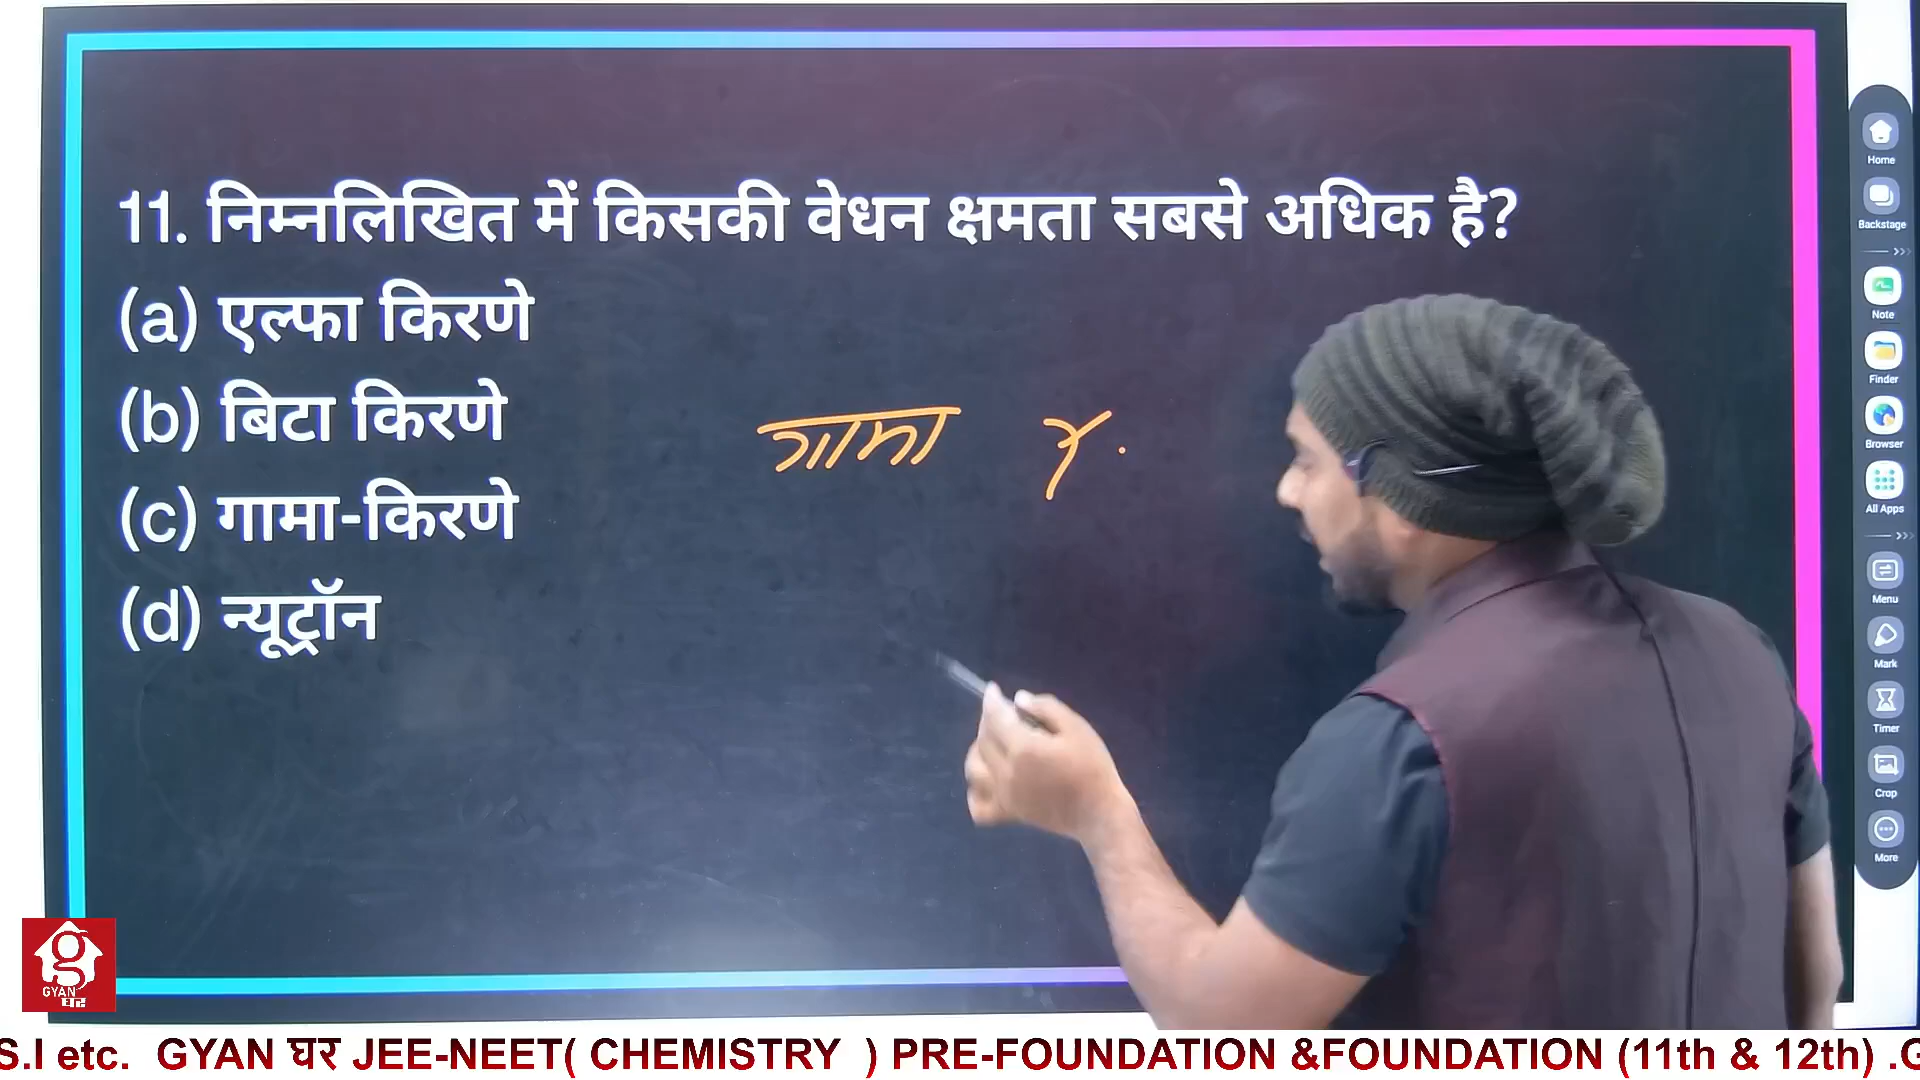 11. निम्नलिखित में किसकी वेधन क्षमता सबसे अधिक है?
(a) एल्फा किरणे
(b) बिटा किरणे
(c) गामा-किरणे
(d) न्यूट्रॉन
गामा γ.
Home
Backstage
Note
Finder
Browser
All Apps
Menu
Mark
Timer
Crop
More
g
GYAN
घर
S.I etc. GYAN घर JEE-NEET( CHEMISTRY ) PRE-FOUNDATION &FOUNDATION (11th & 12th) .G